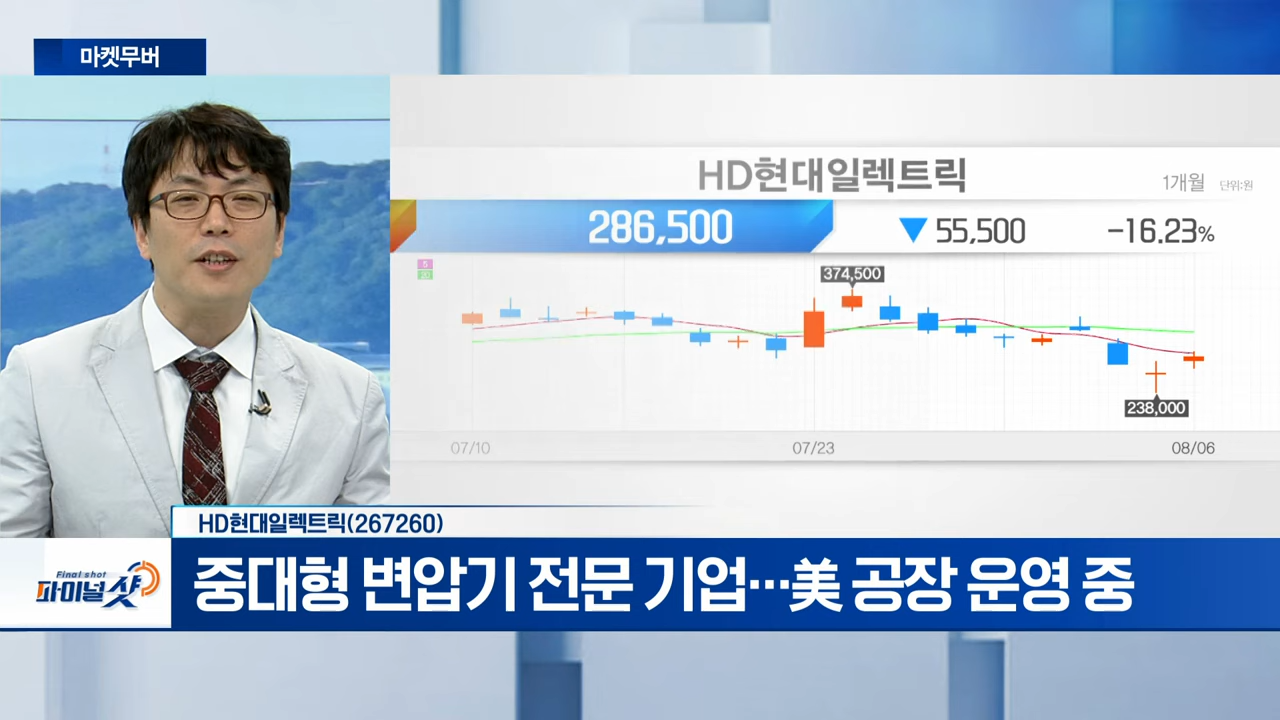 마켓무버
HD현대일렉트릭
1개월 단위:원
286,500 ▼ 55,500 -16.23%
5
20
374,500
238,000
07/10 07/23 08/06
HD현대일렉트릭(267260)
Final shot
파이널샷
중대형 변압기 전문 기업…美 공장 운영 중